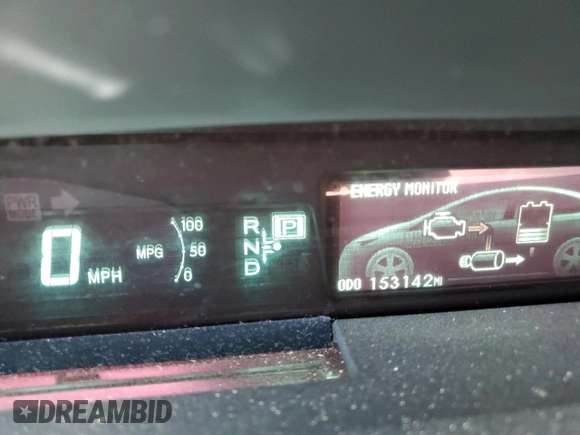 PWR
MODE
0 MPH
MPG
100
50
0
R
N
D
P
F
ENERGY MONITOR
ODO 153142MI
DREAMBID